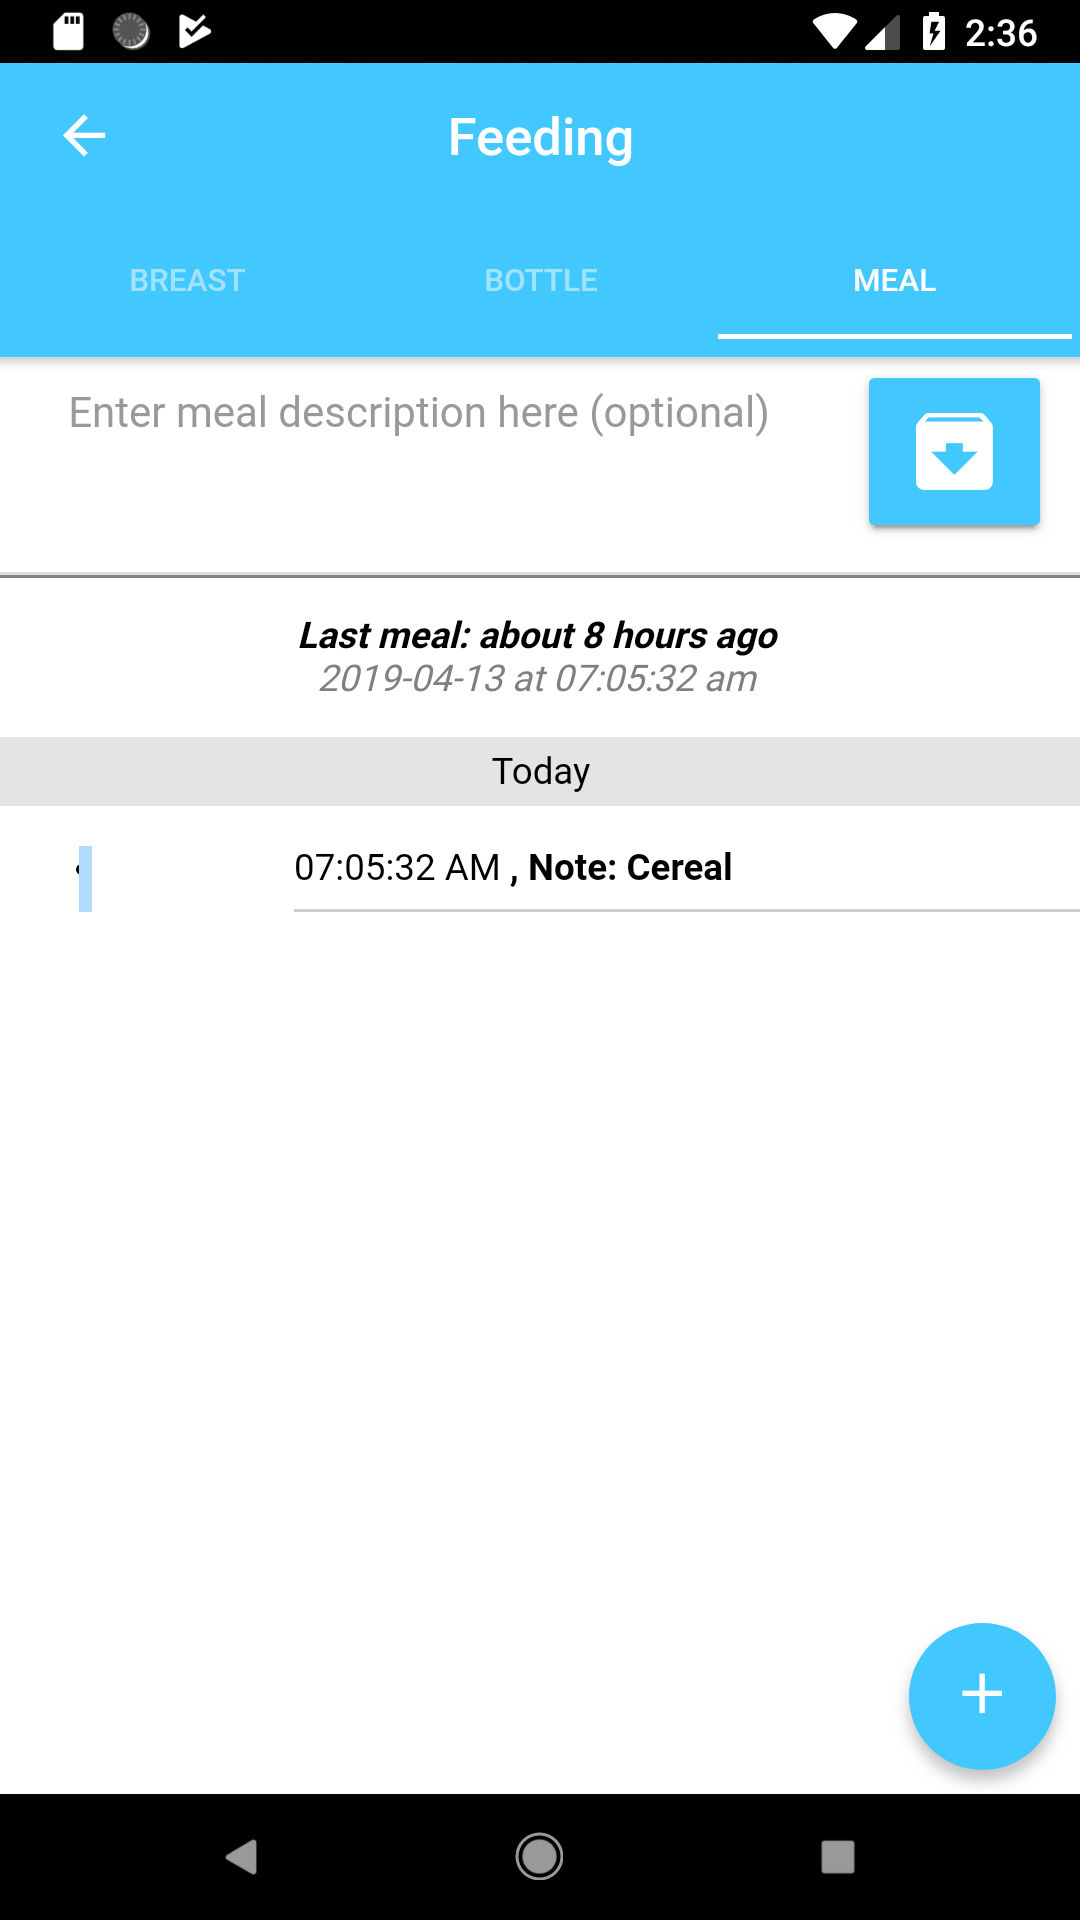 2:36
Feeding
BREAST BOTTLE MEAL
Enter meal description here (optional)
Last meal: about 8 hours ago
2019-04-13 at 07:05:32 am
Today
07:05:32 AM , Note: Cereal